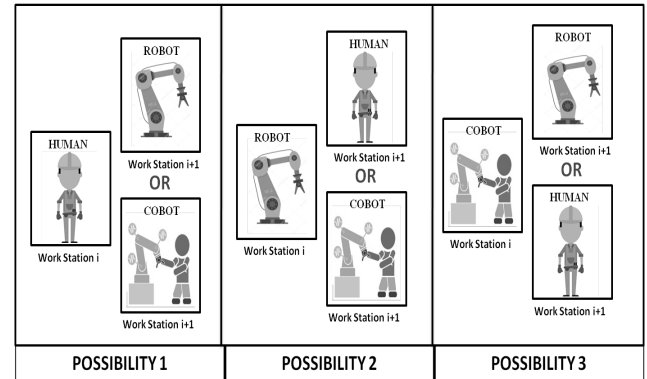 HUMAN
Work Station i
ROBOT
Work Station i+1
OR
COBOT
Work Station i+1
ROBOT
Work Station i
HUMAN
Work Station i+1
OR
COBOT
Work Station i+1
COBOT
Work Station i
ROBOT
Work Station i+1
OR
HUMAN
Work Station i+1
POSSIBILITY 1
POSSIBILITY 2
POSSIBILITY 3